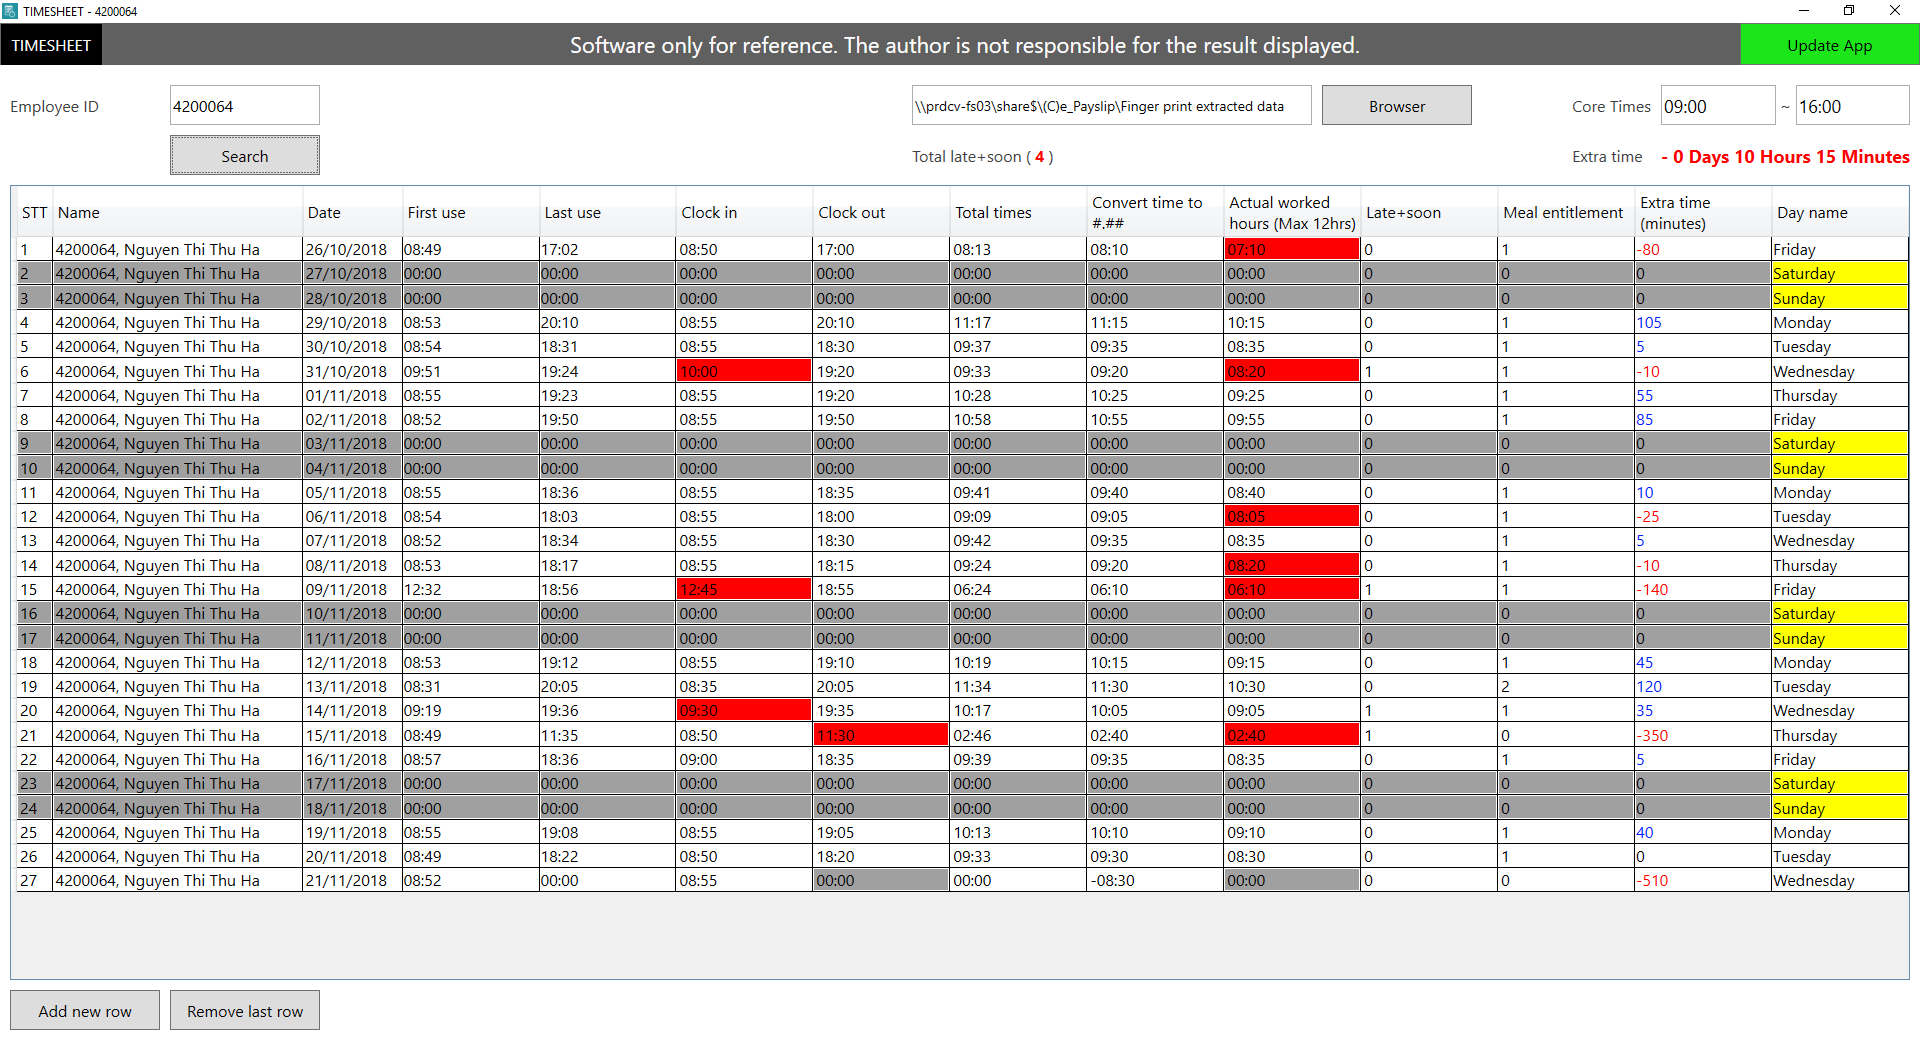 TIMESHEET - 4200064
TIMESHEET Software only for reference. The author is not responsible for the result displayed. Update App
Employee ID 4200064 \\prdcv-fs03\share$\(C)e_Payslip\Finger print extracted data Browser Core Times 09:00 ~ 16:00
Search Total late+soon ( 4 ) Extra time - 0 Days 10 Hours 15 Minutes
STT Name Date First use Last use Clock in Clock out Total times Convert time to #.## Actual worked hours (Max 12hrs) Late+soon Meal entitlement Extra time (minutes) Day name
1 4200064, Nguyen Thi Thu Ha 26/10/2018 08:49 17:02 08:50 17:00 08:13 08:10 07:10 0 1 -80 Friday
2 4200064, Nguyen Thi Thu Ha 27/10/2018 00:00 00:00 00:00 00:00 00:00 00:00 00:00 0 0 0 Saturday
3 4200064, Nguyen Thi Thu Ha 28/10/2018 00:00 00:00 00:00 00:00 00:00 00:00 00:00 0 0 0 Sunday
4 4200064, Nguyen Thi Thu Ha 29/10/2018 08:53 20:10 08:55 20:10 11:17 11:15 10:15 0 1 105 Monday
5 4200064, Nguyen Thi Thu Ha 30/10/2018 08:54 18:31 08:55 18:30 09:37 09:35 08:35 0 1 5 Tuesday
6 4200064, Nguyen Thi Thu Ha 31/10/2018 09:51 19:24 10:00 19:20 09:33 09:20 08:20 1 1 -10 Wednesday
7 4200064, Nguyen Thi Thu Ha 01/11/2018 08:55 19:23 08:55 19:20 10:28 10:25 09:25 0 1 55 Thursday
8 4200064, Nguyen Thi Thu Ha 02/11/2018 08:52 19:50 08:55 19:50 10:58 10:55 09:55 0 1 85 Friday
9 4200064, Nguyen Thi Thu Ha 03/11/2018 00:00 00:00 00:00 00:00 00:00 00:00 00:00 0 0 0 Saturday
10 4200064, Nguyen Thi Thu Ha 04/11/2018 00:00 00:00 00:00 00:00 00:00 00:00 00:00 0 0 0 Sunday
11 4200064, Nguyen Thi Thu Ha 05/11/2018 08:55 18:36 08:55 18:35 09:41 09:40 08:40 0 1 10 Monday
12 4200064, Nguyen Thi Thu Ha 06/11/2018 08:54 18:03 08:55 18:00 09:09 09:05 08:05 0 1 -25 Tuesday
13 4200064, Nguyen Thi Thu Ha 07/11/2018 08:52 18:34 08:55 18:30 09:42 09:35 08:35 0 1 5 Wednesday
14 4200064, Nguyen Thi Thu Ha 08/11/2018 08:53 18:17 08:55 18:15 09:24 09:20 08:20 0 1 -10 Thursday
15 4200064, Nguyen Thi Thu Ha 09/11/2018 12:32 18:56 12:45 18:55 06:24 06:10 06:10 1 1 -140 Friday
16 4200064, Nguyen Thi Thu Ha 10/11/2018 00:00 00:00 00:00 00:00 00:00 00:00 00:00 0 0 0 Saturday
17 4200064, Nguyen Thi Thu Ha 11/11/2018 00:00 00:00 00:00 00:00 00:00 00:00 00:00 0 0 0 Sunday
18 4200064, Nguyen Thi Thu Ha 12/11/2018 08:53 19:12 08:55 19:10 10:19 10:15 09:15 0 1 45 Monday
19 4200064, Nguyen Thi Thu Ha 13/11/2018 08:31 20:05 08:35 20:05 11:34 11:30 10:30 0 2 120 Tuesday
20 4200064, Nguyen Thi Thu Ha 14/11/2018 09:19 19:36 09:30 19:35 10:17 10:05 09:05 1 1 35 Wednesday
21 4200064, Nguyen Thi Thu Ha 15/11/2018 08:49 11:35 08:50 11:30 02:46 02:40 02:40 1 0 -350 Thursday
22 4200064, Nguyen Thi Thu Ha 16/11/2018 08:57 18:36 09:00 18:35 09:39 09:35 08:35 0 1 5 Friday
23 4200064, Nguyen Thi Thu Ha 17/11/2018 00:00 00:00 00:00 00:00 00:00 00:00 00:00 0 0 0 Saturday
24 4200064, Nguyen Thi Thu Ha 18/11/2018 00:00 00:00 00:00 00:00 00:00 00:00 00:00 0 0 0 Sunday
25 4200064, Nguyen Thi Thu Ha 19/11/2018 08:55 19:08 08:55 19:05 10:13 10:10 09:10 0 1 40 Monday
26 4200064, Nguyen Thi Thu Ha 20/11/2018 08:49 18:22 08:50 18:20 09:33 09:30 08:30 0 1 0 Tuesday
27 4200064, Nguyen Thi Thu Ha 21/11/2018 08:52 00:00 08:55 00:00 00:00 -08:30 00:00 0 0 -510 Wednesday
Add new row Remove last row